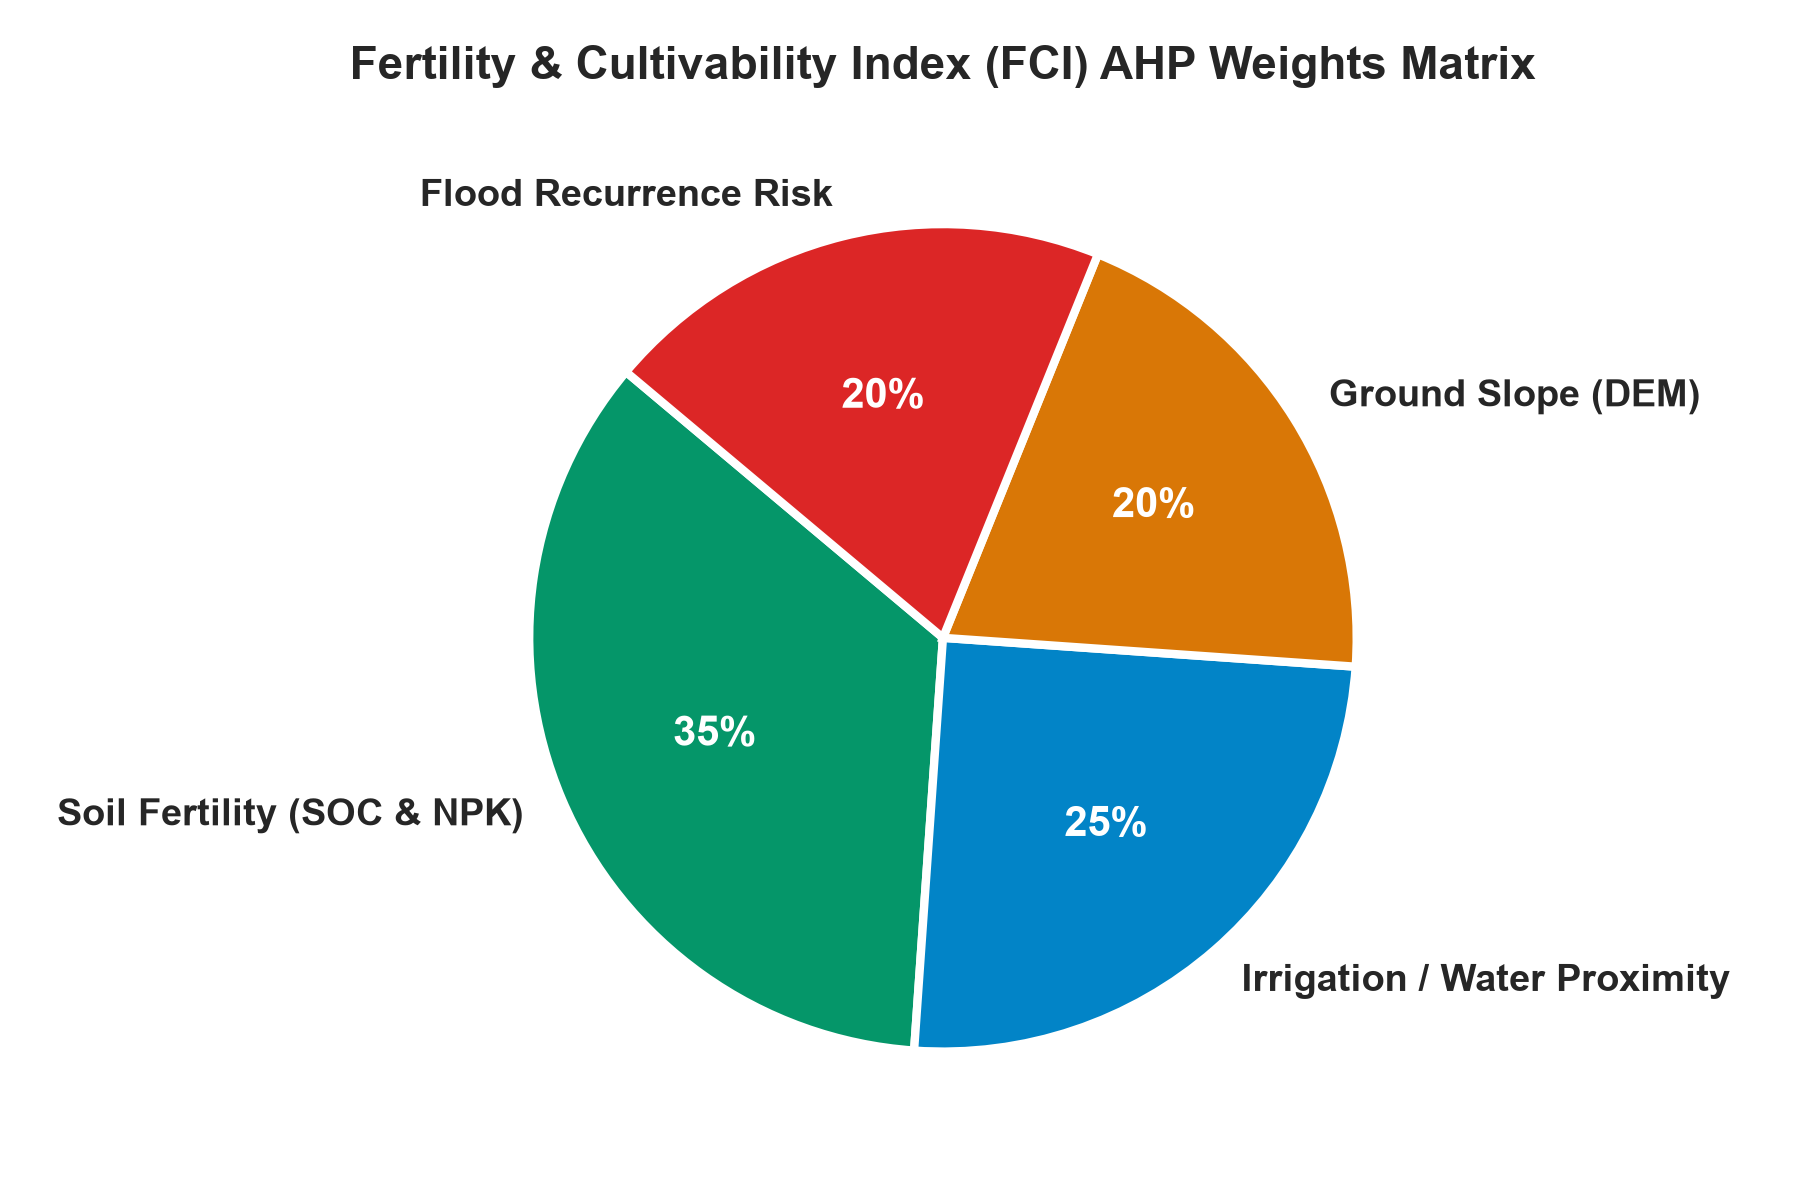 Fertility & Cultivability Index (FCI) AHP Weights Matrix
Flood Recurrence Risk
20%
Ground Slope (DEM)
20%
35%
Soil Fertility (SOC & NPK)
25%
Irrigation / Water Proximity